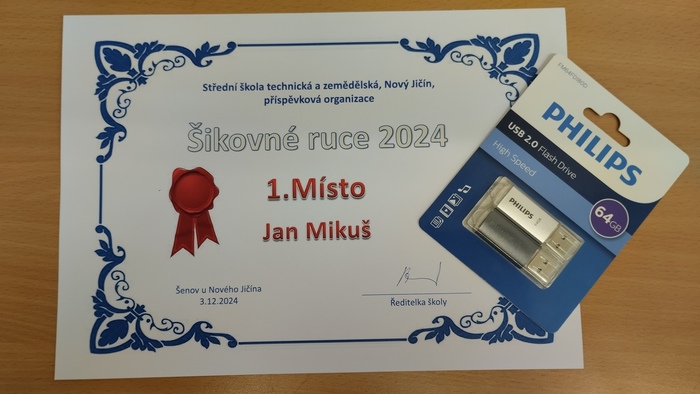 Střední škola technická a zemědělská, Nový Jičín,
příspěvková organizace
Šikovné ruce 2024
1.Místo
Jan Mikuš
Šenov u Nového Jičína
3.12.2024
Ředitelka školy
PHILIPS
USB 2.0 Flash Drive
High Speed
PHILIPS
64GB